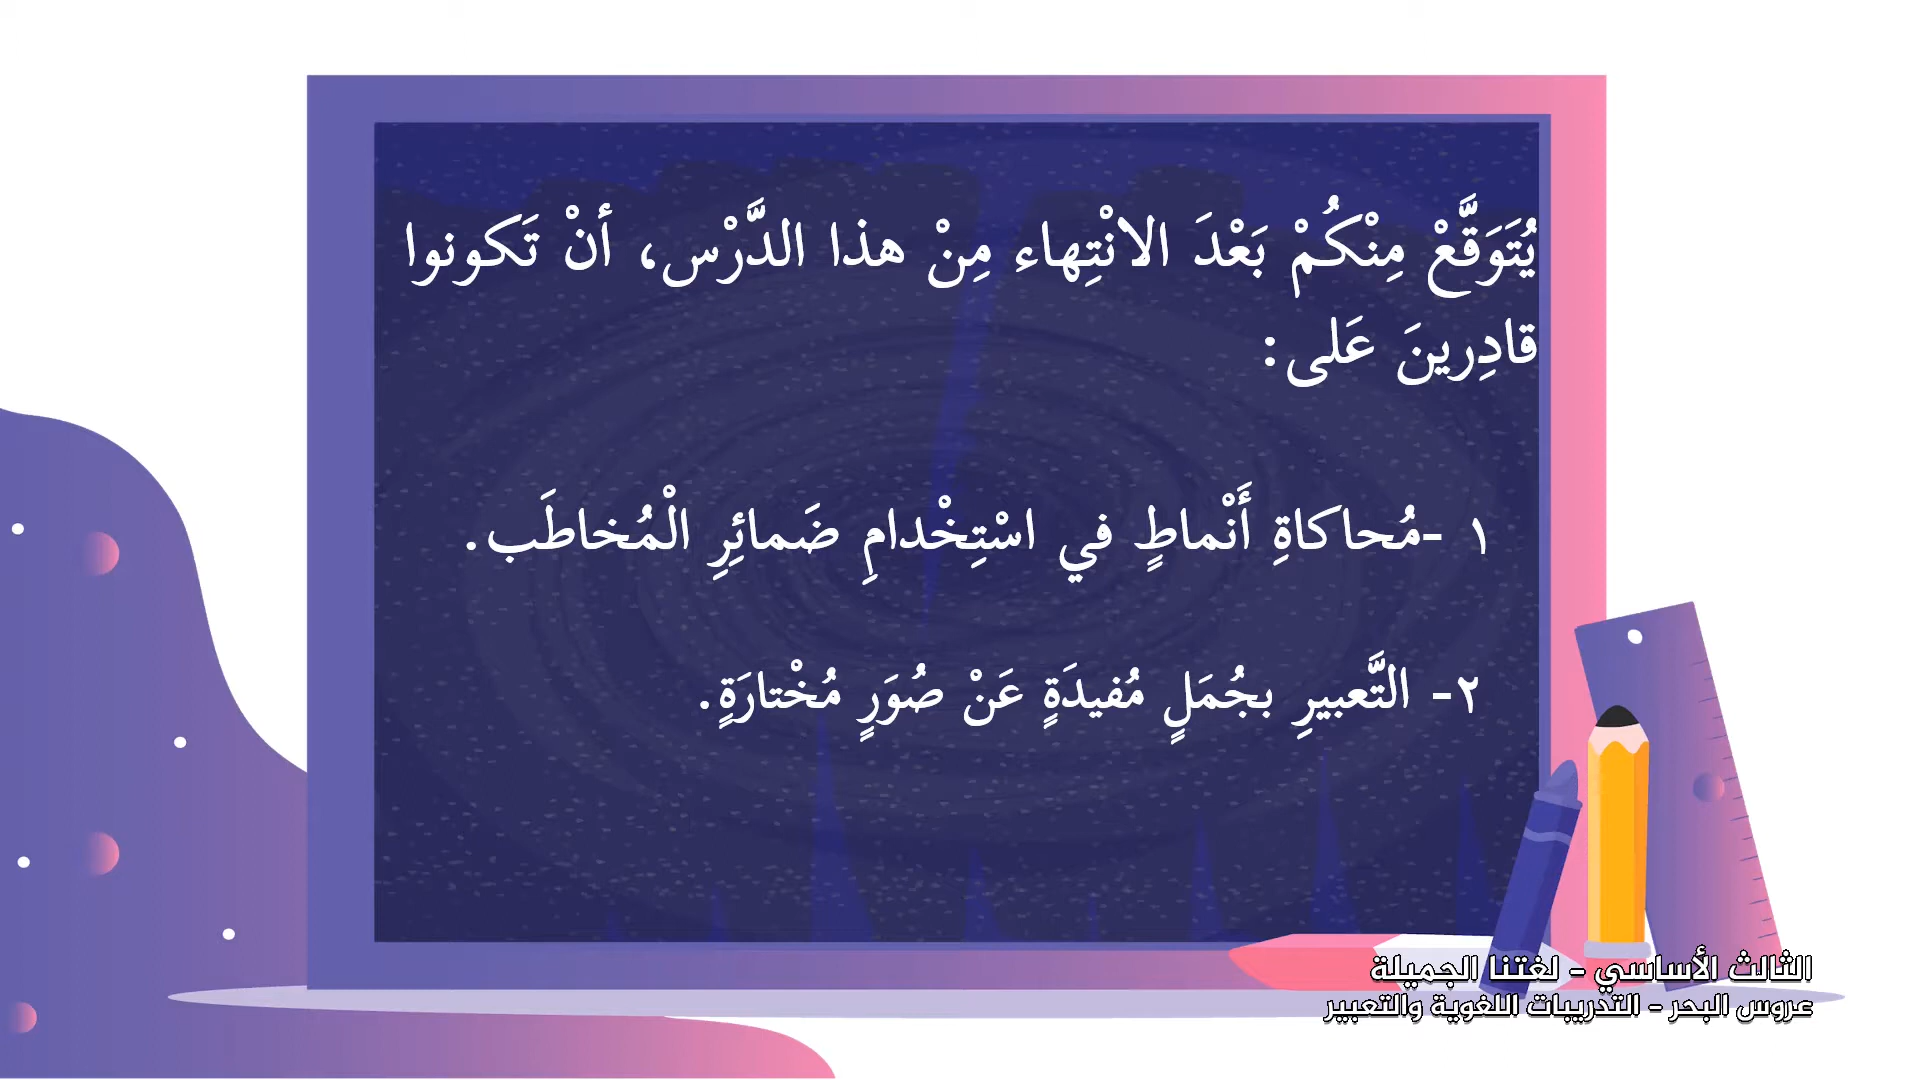 يُتَوَقَّعْ مِنْكُمْ بَعْدَ الانْتِهاء مِنْ هذا الدَّرْس، أنْ تَكونوا
قادِرينَ عَلى:
١ -مُحاكاةِ أَنْماطٍ في اسْتِخْدامِ ضَمائِرِ الْمُخاطَب.
٢- التَّعبيرِ بجُمَلٍ مُفيدَةٍ عَنْ صُوَرٍ مُخْتارَةٍ.
الثالث الأساسي - لغتنا الجميلة
عروس البحر - التدريبات اللغوية والتعبير